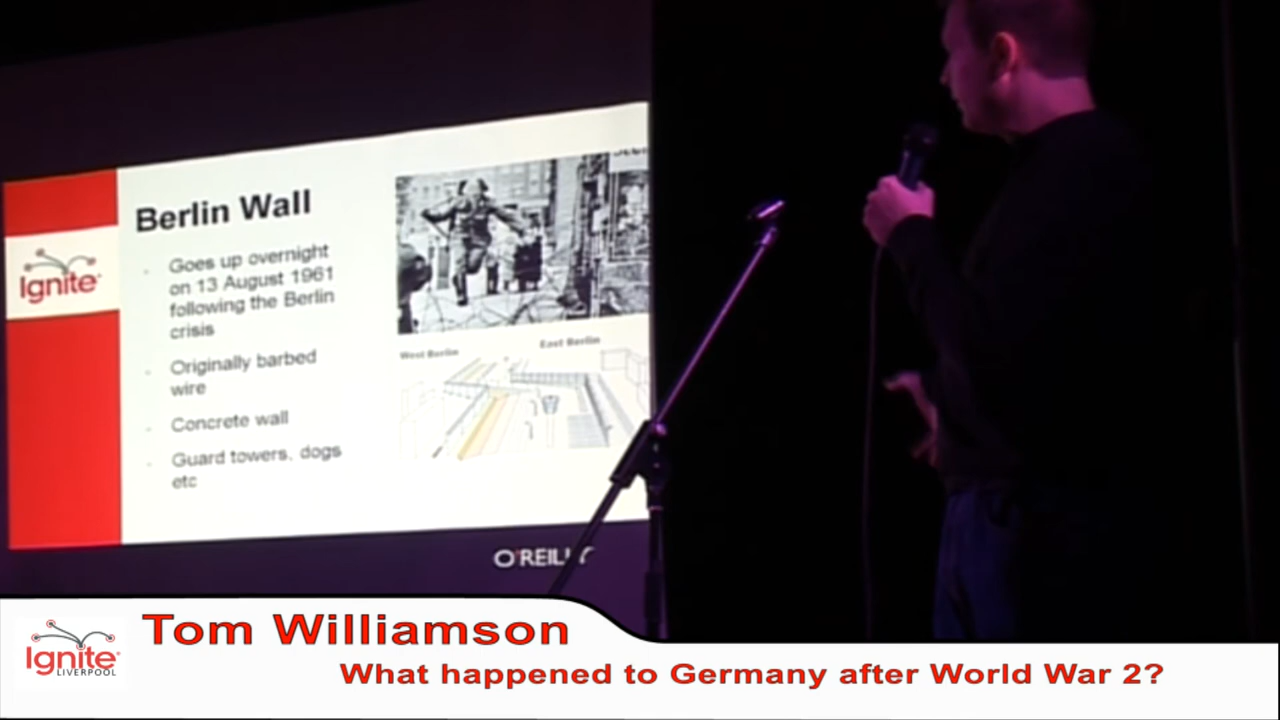 Berlin Wall
Goes up overnight
on 13 August 1961
following the Berlin
crisis
Originally barbed
wire
Concrete wall
Guard towers, dogs
etc
Ignite
West Berlin
East Berlin
O'REILLY
Tom Williamson
What happened to Germany after World War 2?
Ignite
LIVERPOOL